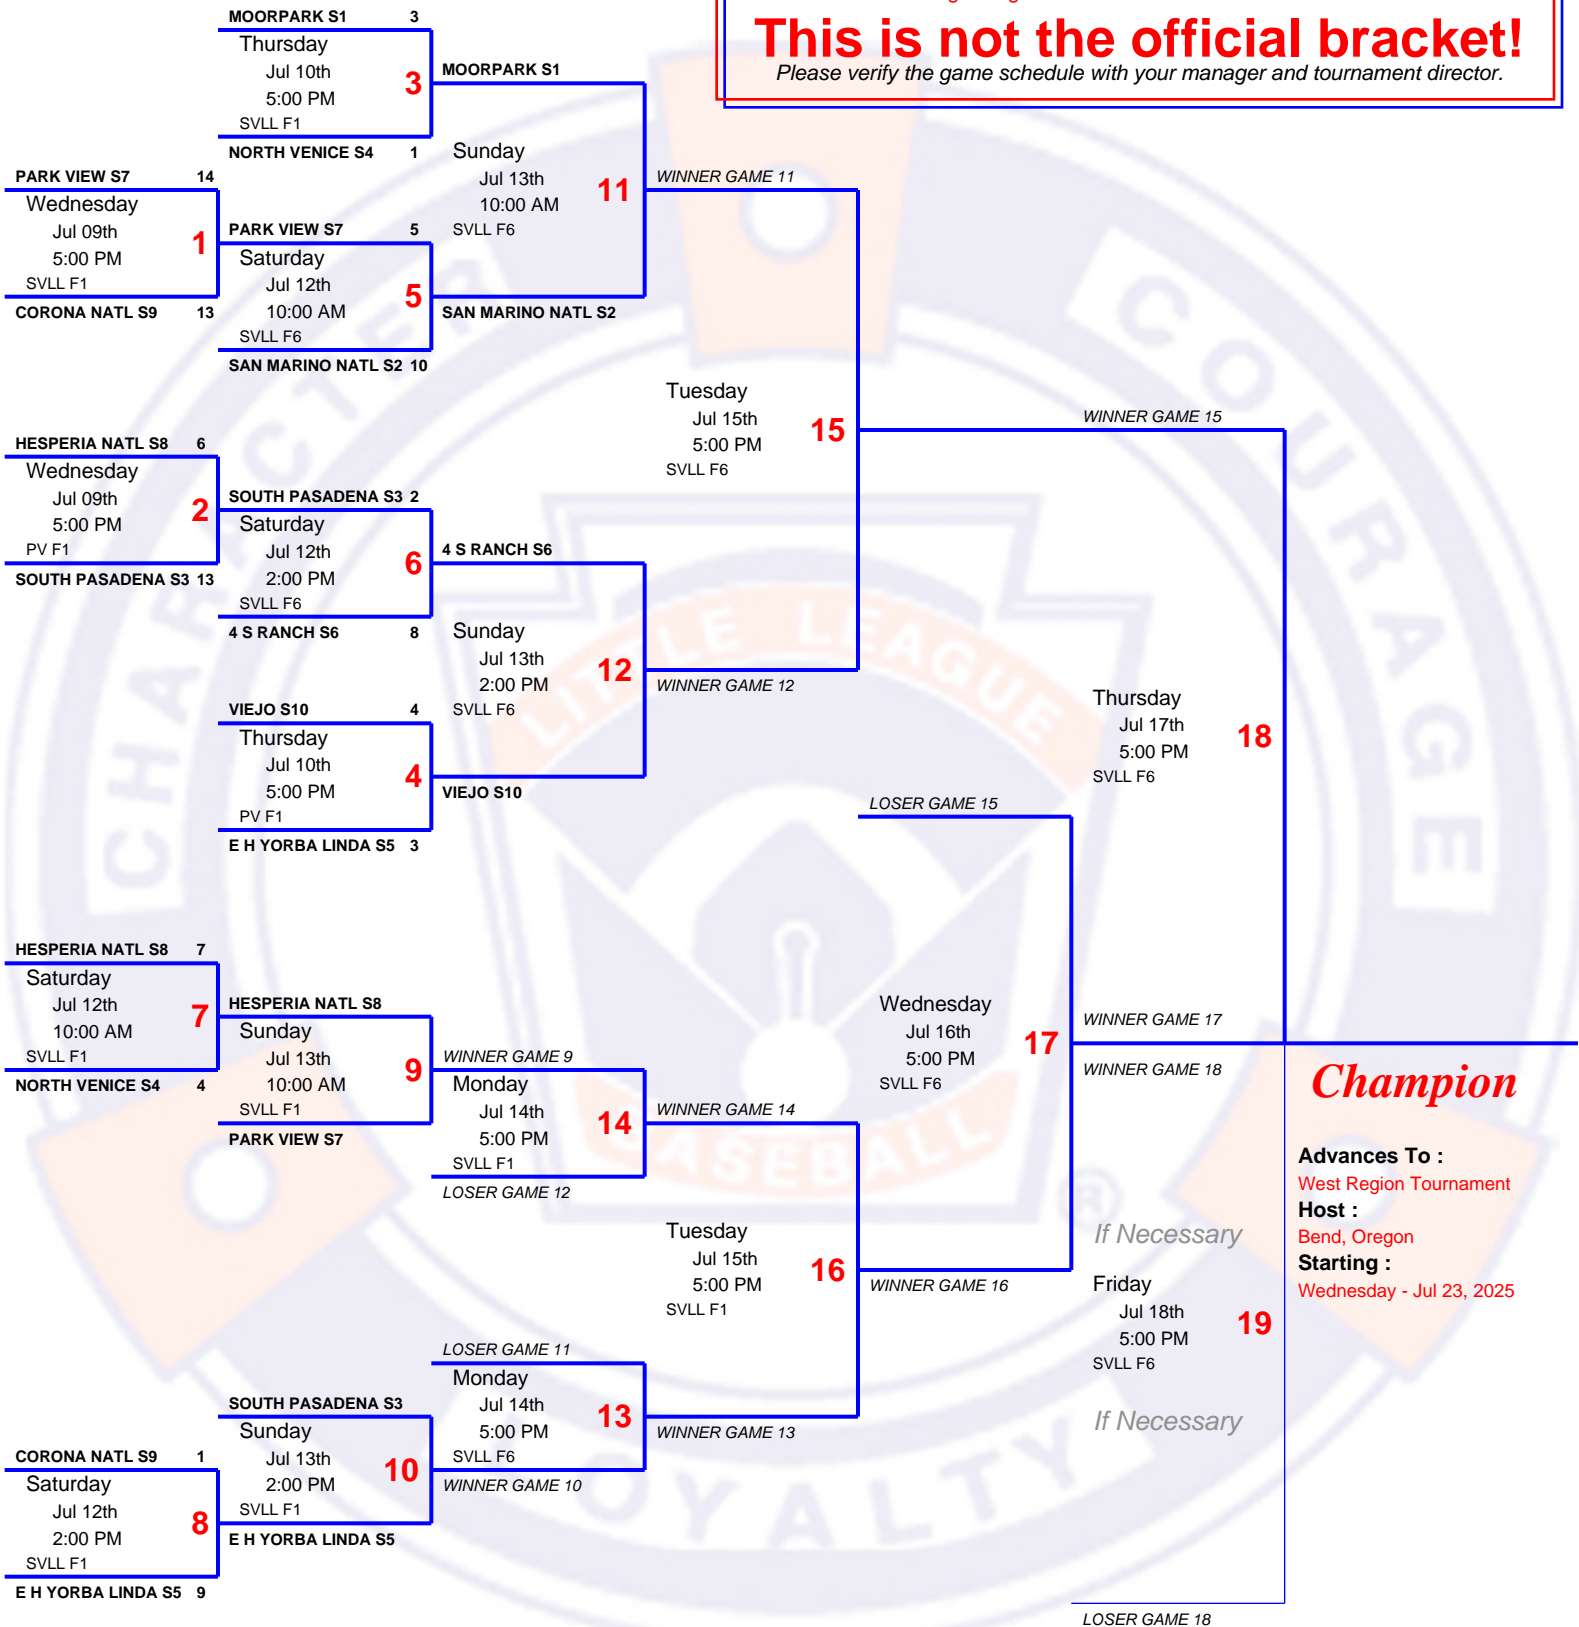 This is not the official bracket!
Please verify the game schedule with your manager and tournament director.
MOORPARK S1 3
Thursday
Jul 10th
5:00 PM
SVLL F1
3
NORTH VENICE S4 1
PARK VIEW S7 14
Wednesday
Jul 09th
5:00 PM
SVLL F1
1
CORONA NATL S9 13
PARK VIEW S7 5
Saturday
Jul 12th
10:00 AM
SVLL F6
5
SAN MARINO NATL S2 10
MOORPARK S1
Sunday
Jul 13th
10:00 AM
SVLL F6
11
SAN MARINO NATL S2
HESPERIA NATL S8 6
Wednesday
Jul 09th
5:00 PM
PV F1
2
SOUTH PASADENA S3 13
SOUTH PASADENA S3 2
Saturday
Jul 12th
2:00 PM
SVLL F6
6
4 S RANCH S6 8
VIEJO S10 4
Thursday
Jul 10th
5:00 PM
PV F1
4
E H YORBA LINDA S5 3
4 S RANCH S6
Sunday
Jul 13th
2:00 PM
SVLL F6
12
VIEJO S10
WINNER GAME 11
Tuesday
Jul 15th
5:00 PM
SVLL F6
15
WINNER GAME 12
WINNER GAME 15
Thursday
Jul 17th
5:00 PM
SVLL F6
18
WINNER GAME 17
HESPERIA NATL S8 7
Saturday
Jul 12th
10:00 AM
SVLL F1
7
NORTH VENICE S4 4
HESPERIA NATL S8
Sunday
Jul 13th
10:00 AM
SVLL F1
9
PARK VIEW S7
WINNER GAME 9
Monday
Jul 14th
5:00 PM
SVLL F1
14
LOSER GAME 12
CORONA NATL S9 1
Saturday
Jul 12th
2:00 PM
SVLL F1
8
E H YORBA LINDA S5 9
SOUTH PASADENA S3
Sunday
Jul 13th
2:00 PM
SVLL F1
10
E H YORBA LINDA S5
LOSER GAME 11
Monday
Jul 14th
5:00 PM
SVLL F6
13
WINNER GAME 10
WINNER GAME 14
Tuesday
Jul 15th
5:00 PM
SVLL F1
16
WINNER GAME 13
LOSER GAME 15
Wednesday
Jul 16th
5:00 PM
SVLL F6
17
WINNER GAME 16
WINNER GAME 18
If Necessary
Friday
Jul 18th
5:00 PM
SVLL F6
19
If Necessary
LOSER GAME 18
Champion
Advances To :
West Region Tournament
Host :
Bend, Oregon
Starting :
Wednesday - Jul 23, 2025
CHARACTER
COURAGE
LOYALTY
LITTLE LEAGUE
BASEBALL
®